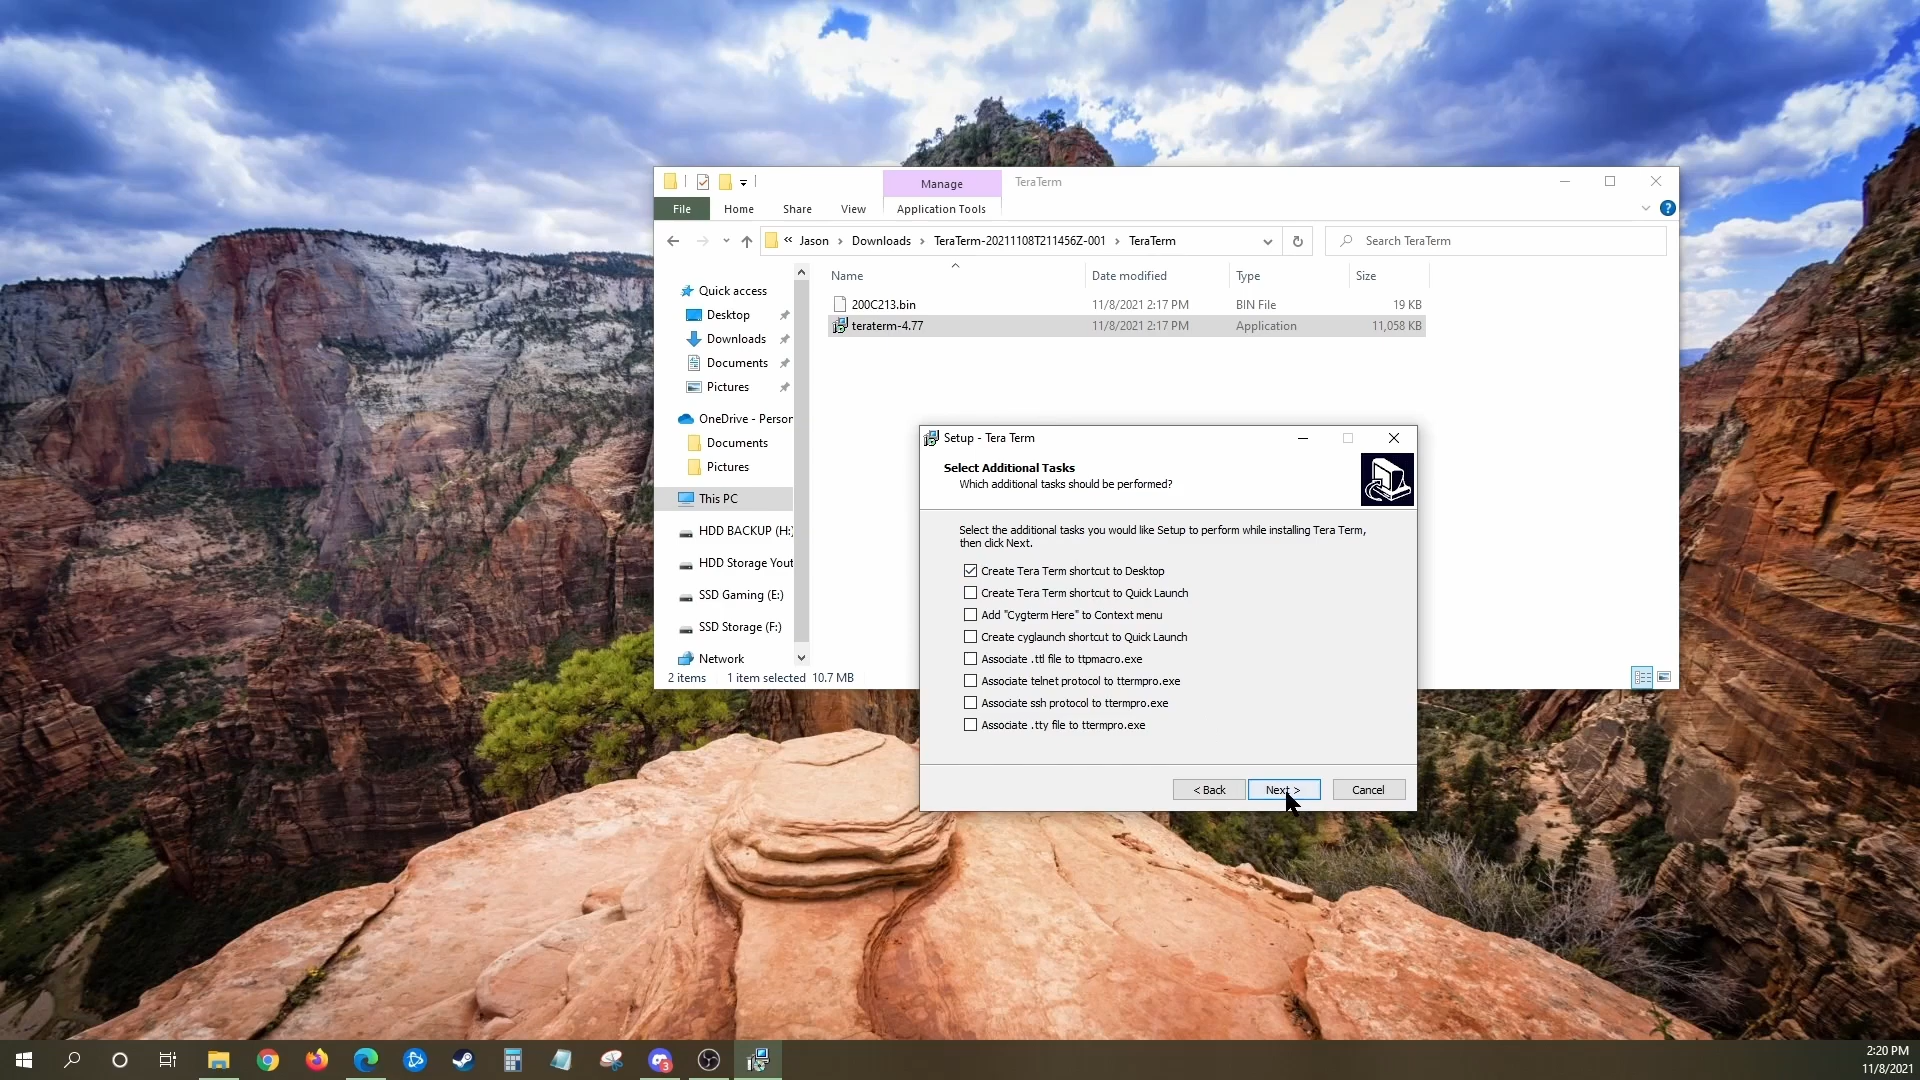 Manage
TeraTerm
File
Home
Share
View
Application Tools
?
« Jason › Downloads › TeraTerm-20211108T211456Z-001 › TeraTerm
Search TeraTerm
Name
Date modified
Type
Size
200C213.bin
11/8/2021 2:17 PM
BIN File
19 KB
teraterm-4.77
11/8/2021 2:17 PM
Application
11,058 KB
Quick access
Desktop
Downloads
Documents
Pictures
OneDrive - Person
Documents
Pictures
This PC
HDD BACKUP (H:)
HDD Storage Yout
SSD Gaming (E:)
SSD Storage (F:)
Network
2 items
1 item selected 10.7 MB
Setup - Tera Term
Select Additional Tasks
Which additional tasks should be performed?
Select the additional tasks you would like Setup to perform while installing Tera Term,
then click Next.
Create Tera Term shortcut to Desktop
Create Tera Term shortcut to Quick Launch
Add "Cygterm Here" to Context menu
Create cyglaunch shortcut to Quick Launch
Associate .ttl file to ttpmacro.exe
Associate telnet protocol to ttermpro.exe
Associate ssh protocol to ttermpro.exe
Associate .tty file to ttermpro.exe
< Back
Next >
Cancel
3
2:20 PM
11/8/2021